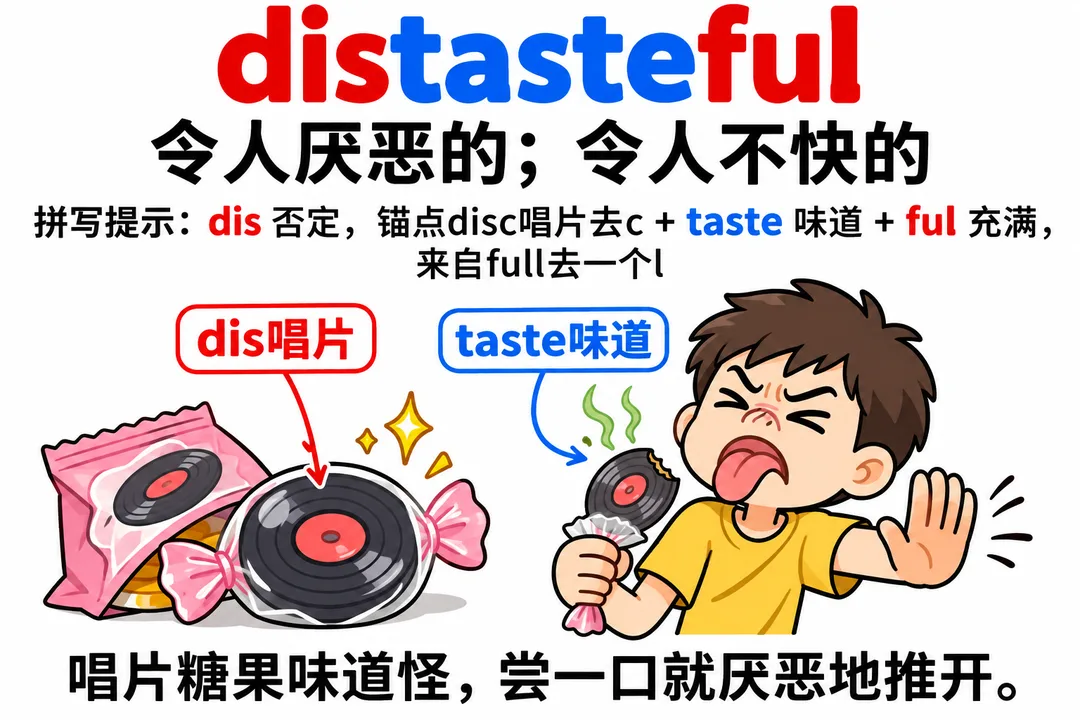 distasteful
令人厌恶的；令人不快的
拼写提示：dis 否定，锚点disc唱片去c + taste 味道 + ful 充满，
来自full去一个l
dis唱片
taste味道
唱片糖果味道怪，尝一口就厌恶地推开。